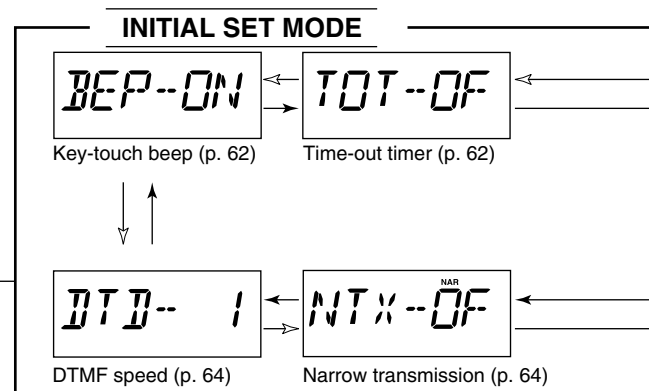 INITIAL SET MODE
BEP-ON TOT-OF
Key-touch beep (p. 62) Time-out timer (p. 62)
NAR
DTD- 1 NTX-OF
DTMF speed (p. 64) Narrow transmission (p. 64)